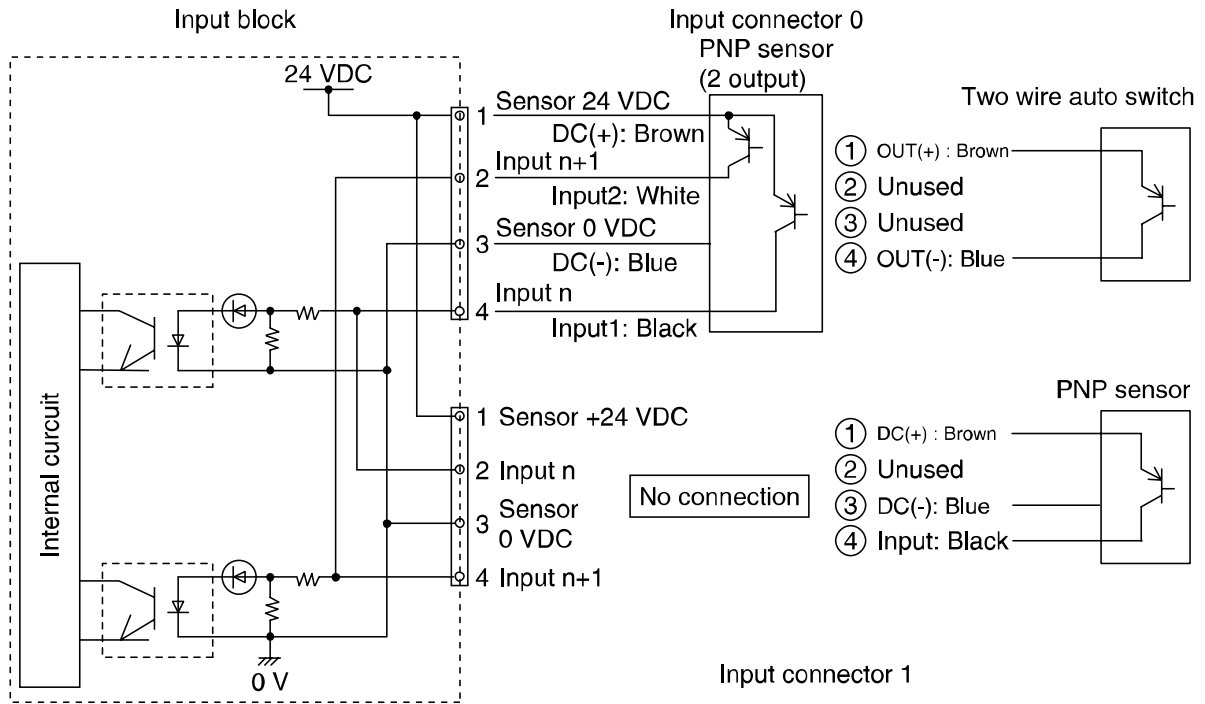 Input block
Input connector 0
PNP sensor
(2 output)
24 VDC
Two wire auto switch
1 Sensor 24 VDC
DC(+): Brown
2 Input n+1
Input2: White
3 Sensor 0 VDC
DC(-): Blue
4 Input n
Input1: Black
① OUT(+) : Brown
② Unused
③ Unused
④ OUT(-): Blue
Internal curcuit
1 Sensor +24 VDC
2 Input n
3 Sensor
0 VDC
4 Input n+1
No connection
PNP sensor
① DC(+) : Brown
② Unused
③ DC(-): Blue
④ Input: Black
0 V
Input connector 1